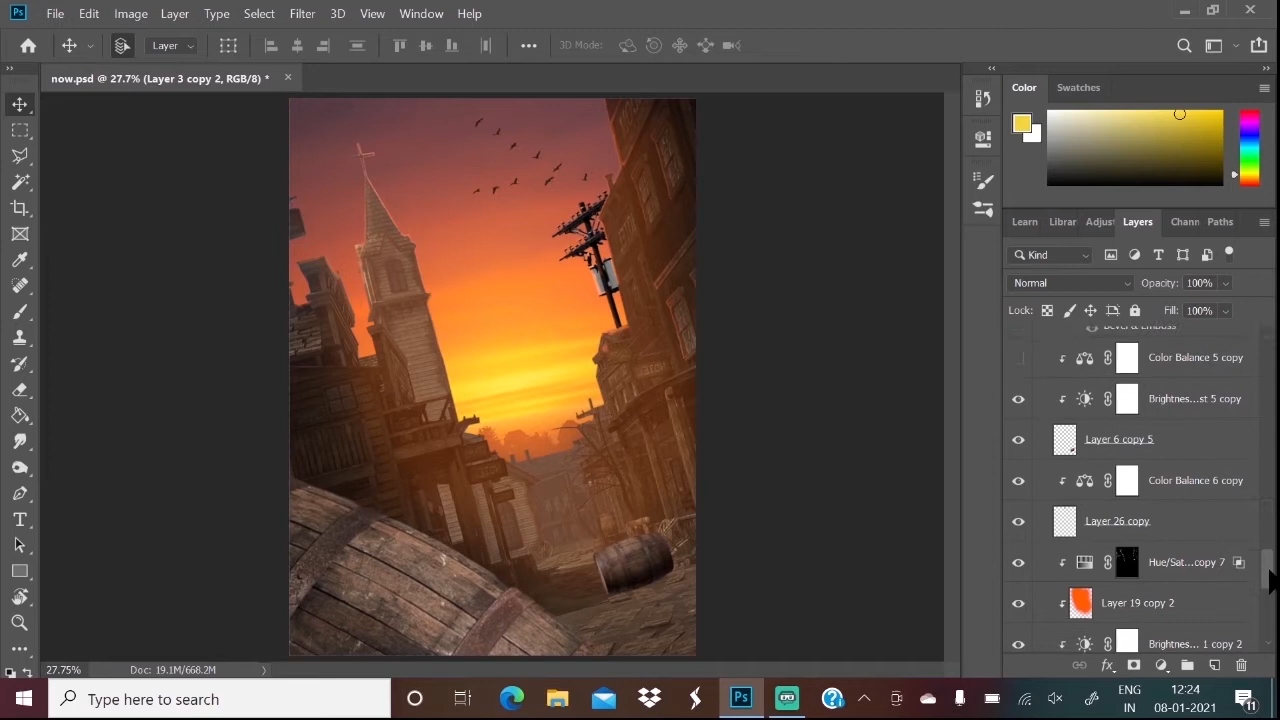 Ps File Edit Image Layer Type Select Filter 3D View Window Help
Layer 3D Mode:
now.psd @ 27.7% (Layer 3 copy 2, RGB/8) *
Color Swatches
Learn Librar Adjus Layers Chann Paths
Kind
Normal Opacity: 100%
Lock: Fill: 100%
Bevel & Emboss
Color Balance 5 copy
Brightnes...st 5 copy
Layer 6 copy 5
Color Balance 6 copy
Layer 26 copy
Hue/Sat...copy 7
Layer 19 copy 2
Brightnes... 1 copy 2
27.75% Doc: 19.1M/668.2M
Type here to search
Ps
ENG
IN
12:24
08-01-2021
11